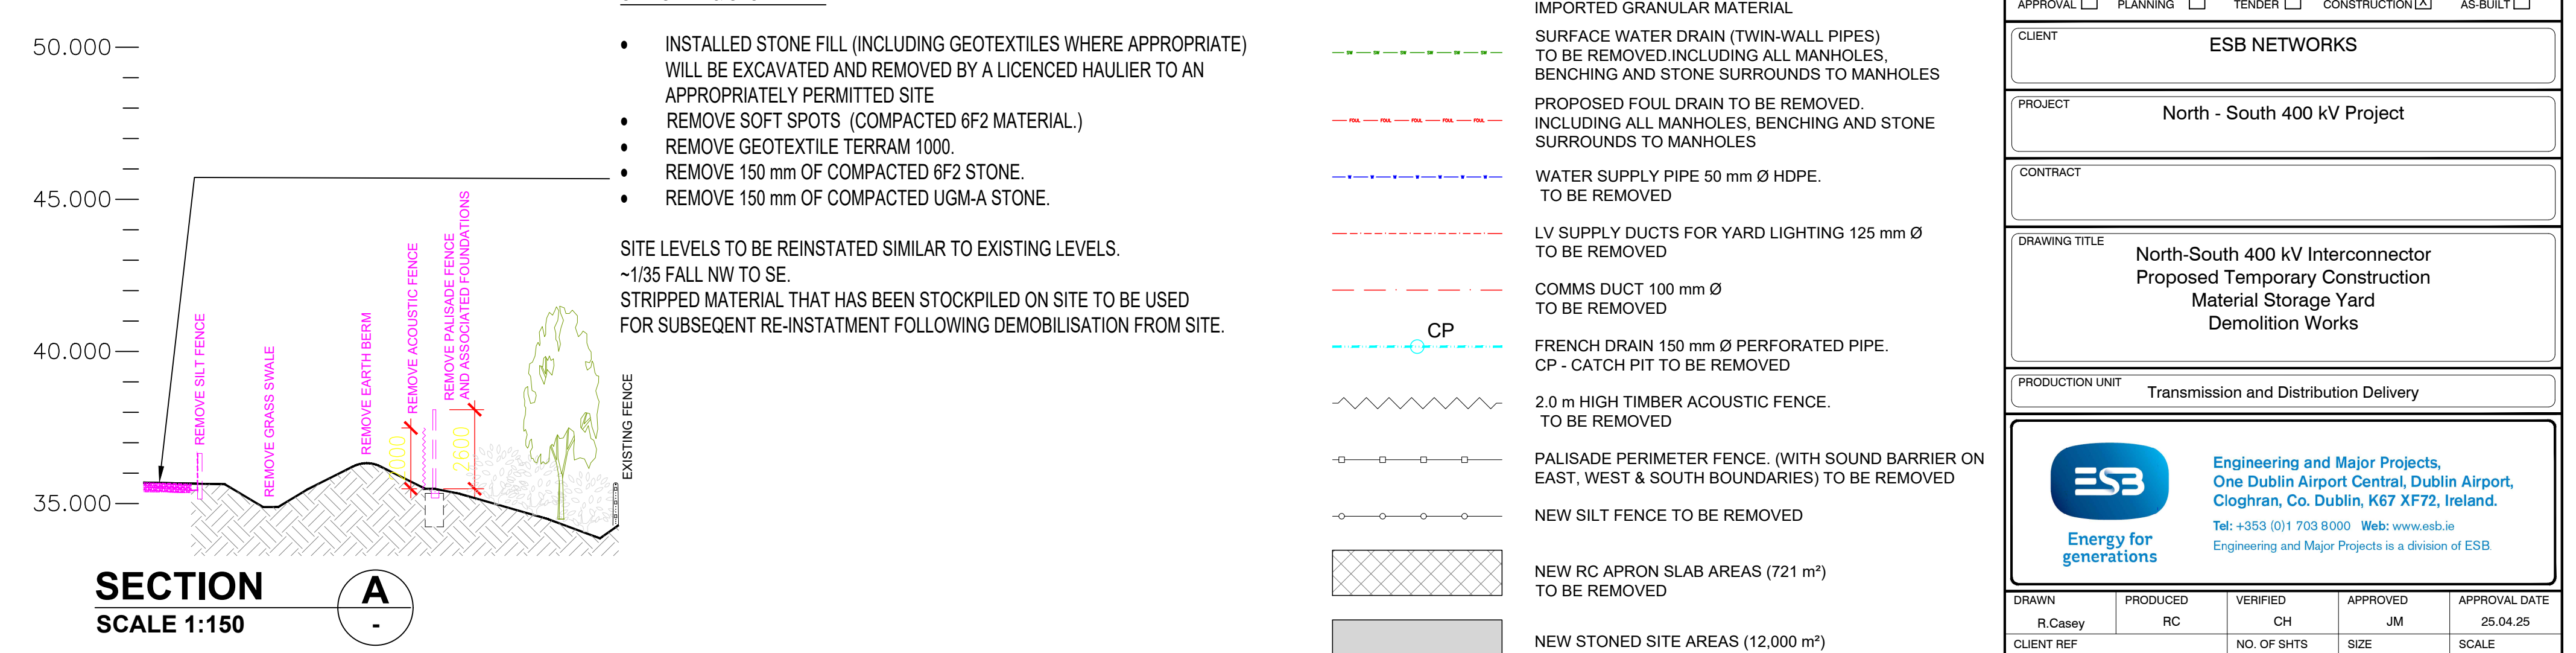 50.000
45.000
40.000
35.000
REMOVE SILT FENCE
REMOVE GRASS SWALE
REMOVE EARTH BERM
REMOVE ACOUSTIC FENCE
REMOVE PALISADE FENCE
AND ASSOCIATED FOUNDATIONS
2600
EXISTING FENCE
SECTION
SCALE 1:150
A
-
• INSTALLED STONE FILL (INCLUDING GEOTEXTILES WHERE APPROPRIATE)
WILL BE EXCAVATED AND REMOVED BY A LICENCED HAULIER TO AN
APPROPRIATELY PERMITTED SITE
• REMOVE SOFT SPOTS (COMPACTED 6F2 MATERIAL.)
• REMOVE GEOTEXTILE TERRAM 1000.
• REMOVE 150 mm OF COMPACTED 6F2 STONE.
• REMOVE 150 mm OF COMPACTED UGM-A STONE.
SITE LEVELS TO BE REINSTATED SIMILAR TO EXISTING LEVELS.
~1/35 FALL NW TO SE.
STRIPPED MATERIAL THAT HAS BEEN STOCKPILED ON SITE TO BE USED
FOR SUBSEQENT RE-INSTATMENT FOLLOWING DEMOBILISATION FROM SITE.
IMPORTED GRANULAR MATERIAL
SW SW SW SW SW SW
SURFACE WATER DRAIN (TWIN-WALL PIPES)
TO BE REMOVED.INCLUDING ALL MANHOLES,
BENCHING AND STONE SURROUNDS TO MANHOLES
FOUL FOUL FOUL FOUL FOUL
PROPOSED FOUL DRAIN TO BE REMOVED.
INCLUDING ALL MANHOLES, BENCHING AND STONE
SURROUNDS TO MANHOLES
WATER SUPPLY PIPE 50 mm Ø HDPE.
TO BE REMOVED
LV SUPPLY DUCTS FOR YARD LIGHTING 125 mm Ø
TO BE REMOVED
COMMS DUCT 100 mm Ø
TO BE REMOVED
CP
FRENCH DRAIN 150 mm Ø PERFORATED PIPE.
CP - CATCH PIT TO BE REMOVED
2.0 m HIGH TIMBER ACOUSTIC FENCE.
TO BE REMOVED
PALISADE PERIMETER FENCE. (WITH SOUND BARRIER ON
EAST, WEST & SOUTH BOUNDARIES) TO BE REMOVED
NEW SILT FENCE TO BE REMOVED
NEW RC APRON SLAB AREAS (721 m²)
TO BE REMOVED
NEW STONED SITE AREAS (12,000 m²)
APPROVAL PLANNING TENDER CONSTRUCTION X AS-BUILT
CLIENT
ESB NETWORKS
PROJECT
North - South 400 kV Project
CONTRACT
DRAWING TITLE
North-South 400 kV Interconnector
Proposed Temporary Construction
Material Storage Yard
Demolition Works
PRODUCTION UNIT
Transmission and Distribution Delivery
ESB
Energy for
generations
Engineering and Major Projects,
One Dublin Airport Central, Dublin Airport,
Cloghran, Co. Dublin, K67 XF72, Ireland.
Tel: +353 (0)1 703 8000 Web: www.esb.ie
Engineering and Major Projects is a division of ESB.
DRAWN PRODUCED VERIFIED APPROVED APPROVAL DATE
R.Casey RC CH JM 25.04.25
CLIENT REF NO. OF SHTS SIZE SCALE